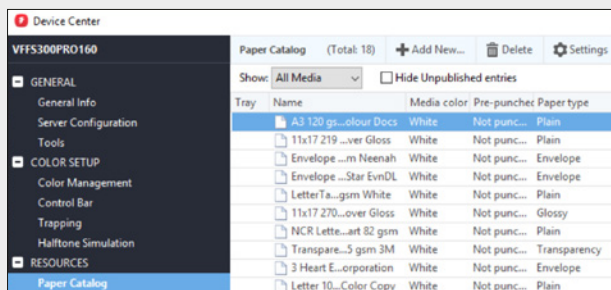 Device Center
VFFS300PRO160
Paper Catalog (Total: 18) Add New... Delete Settings
GENERAL
Show: All Media Hide Unpublished entries
General Info
Tray Name Media color Pre-punched Paper type
Server Configuration
A3 120 gs...olour Docs White Not punc... Plain
Tools
11x17 219 ...ver Gloss White Not punc... Plain
COLOR SETUP
Envelope ...m Neenah White Not punc... Envelope
Color Management
Envelope ...Star EvnDL White Not punc... Envelope
Control Bar
LetterTa...gsm White White Not punc... Plain
Trapping
11x17 270...over Gloss White Not punc... Glossy
Halftone Simulation
NCR Lette...art 82 gsm White Not punc... Plain
RESOURCES
Transpare...5 gsm 3M White Not punc... Transparency
Paper Catalog
3 Heart E...orporation White Not punc... Envelope
Letter 10...Color Copy White Not punc... Plain